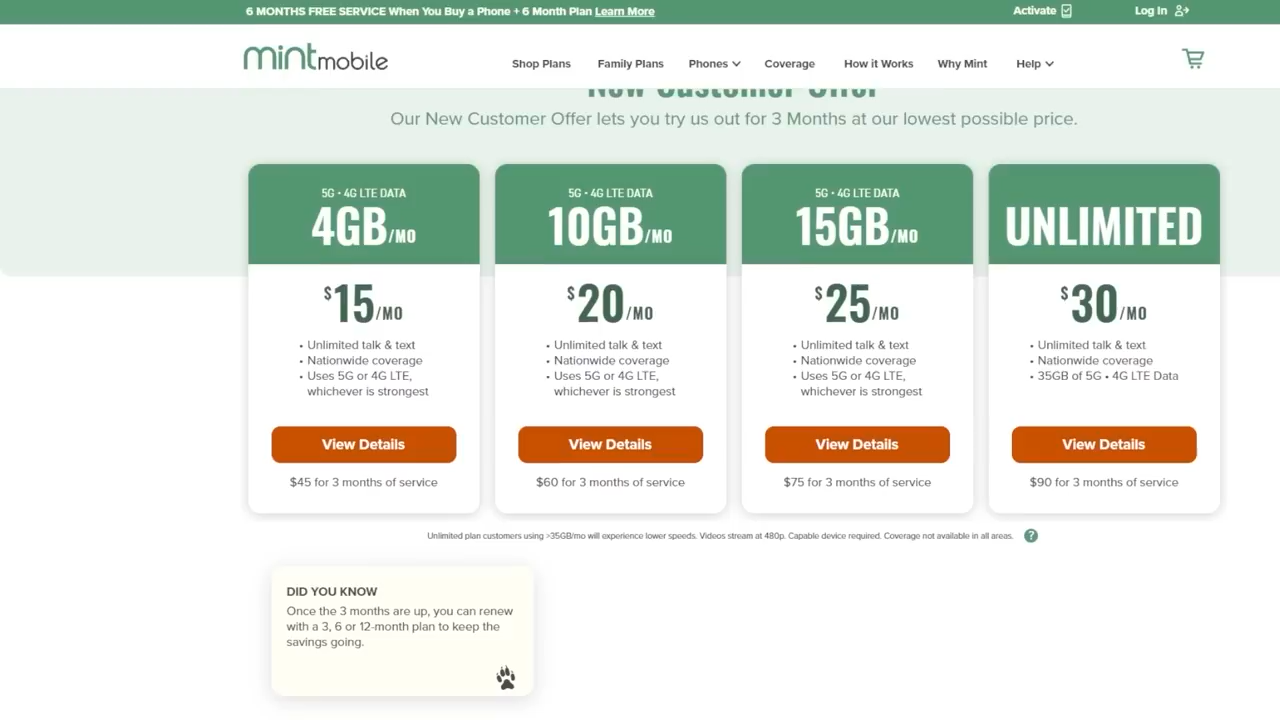 6 MONTHS FREE SERVICE When You Buy a Phone + 6 Month Plan Learn More
Activate
Log In
mintmobile
Shop Plans
Family Plans
Phones
Coverage
How it Works
Why Mint
Help
New Customer Offer
Our New Customer Offer lets you try us out for 3 Months at our lowest possible price.
5G • 4G LTE DATA
4GB/MO
$15/MO
• Unlimited talk & text
• Nationwide coverage
• Uses 5G or 4G LTE,
whichever is strongest
View Details
$45 for 3 months of service
5G • 4G LTE DATA
10GB/MO
$20/MO
• Unlimited talk & text
• Nationwide coverage
• Uses 5G or 4G LTE,
whichever is strongest
View Details
$60 for 3 months of service
5G • 4G LTE DATA
15GB/MO
$25/MO
• Unlimited talk & text
• Nationwide coverage
• Uses 5G or 4G LTE,
whichever is strongest
View Details
$75 for 3 months of service
UNLIMITED
$30/MO
• Unlimited talk & text
• Nationwide coverage
• 35GB of 5G • 4G LTE Data
View Details
$90 for 3 months of service
Unlimited plan customers using >35GB/mo will experience lower speeds. Videos stream at 480p. Capable device required. Coverage not available in all areas.
?
DID YOU KNOW
Once the 3 months are up, you can renew
with a 3, 6 or 12-month plan to keep the
savings going.